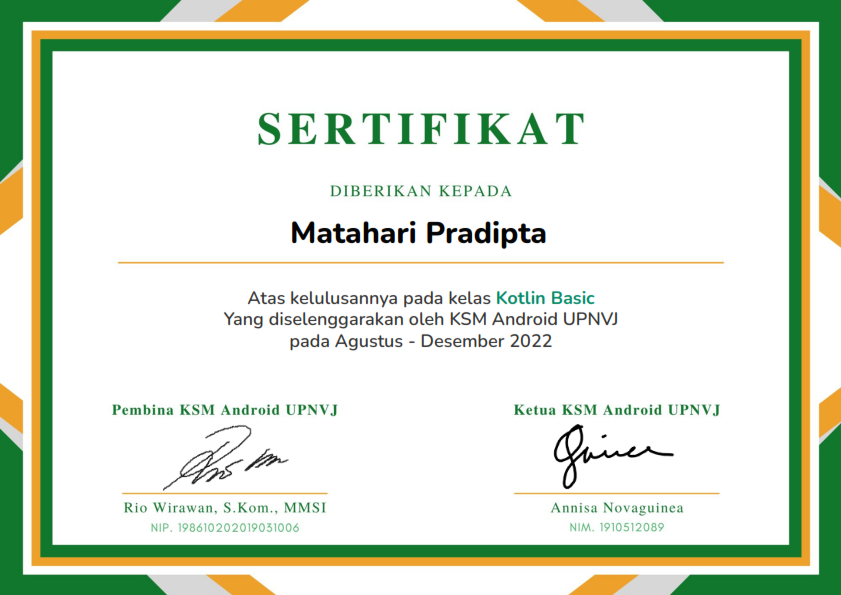 SERTIFIKAT
DIBERIKAN KEPADA
Matahari Pradipta
Atas kelulusannya pada kelas Kotlin Basic
Yang diselenggarakan oleh KSM Android UPNVJ
pada Agustus - Desember 2022
Pembina KSM Android UPNVJ
Rio Wirawan, S.Kom., MMSI
NIP. 198610202019031006
Ketua KSM Android UPNVJ
Annisa Novaguinea
NIM. 1910512089